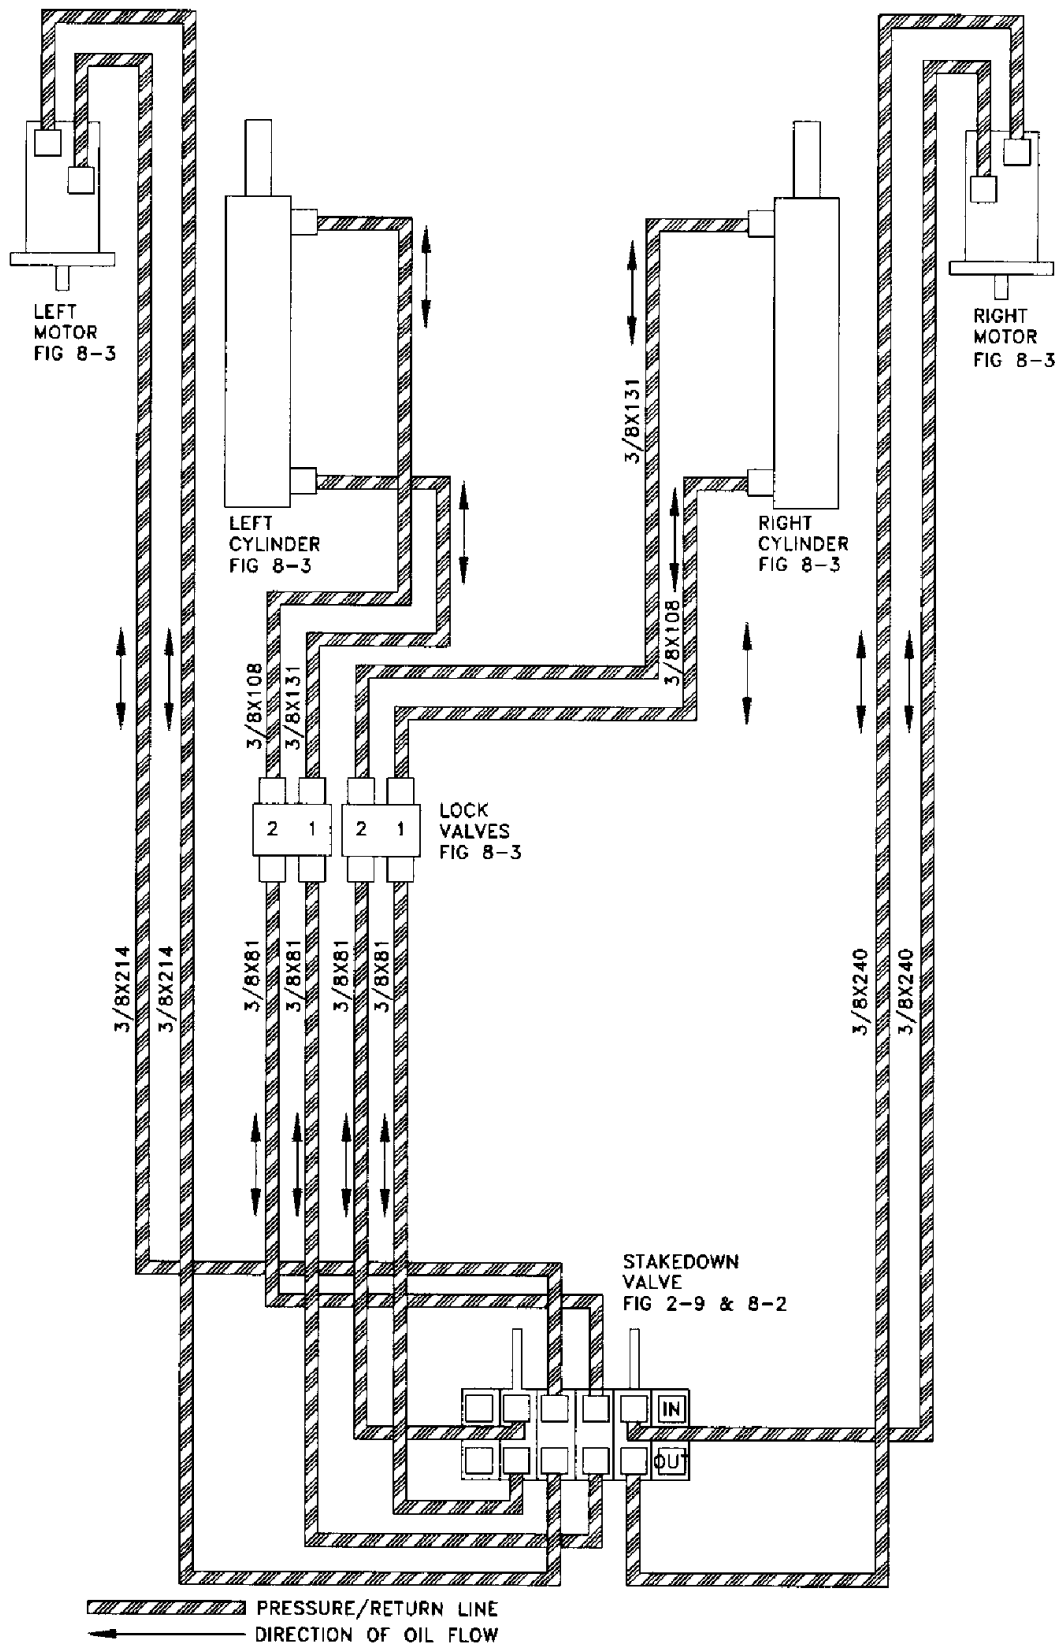 LEFT
MOTOR
FIG 8-3
RIGHT
MOTOR
FIG 8-3
3/8X131
LEFT
CYLINDER
FIG 8-3
RIGHT
CYLINDER
FIG 8-3
3/8X108
3/8X108
3/8X131
2
1
2
1
LOCK
VALVES
FIG 8-3
3/8X214
3/8X214
3/8X81
3/8X81
3/8X81
3/8X81
3/8X240
3/8X240
STAKEDOWN
VALVE
FIG 2-9 & 8-2
IN
OUT
PRESSURE/RETURN LINE
DIRECTION OF OIL FLOW